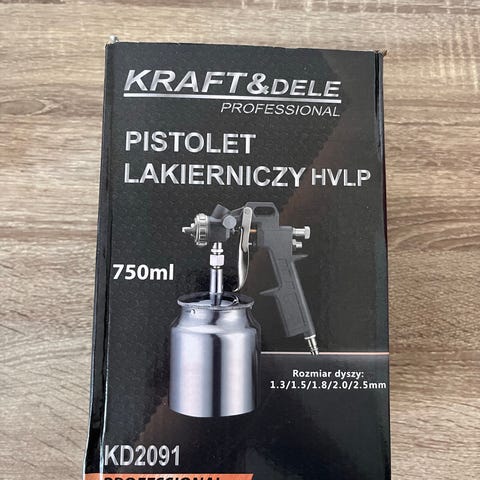 KRAFT&DELE
PROFESSIONAL
PISTOLET
LAKIERNICZY HVLP
750ml
Rozmiar dyszy:
1.3/1.5/1.8/2.0/2.5mm
KD2091
PROFESSIONAL